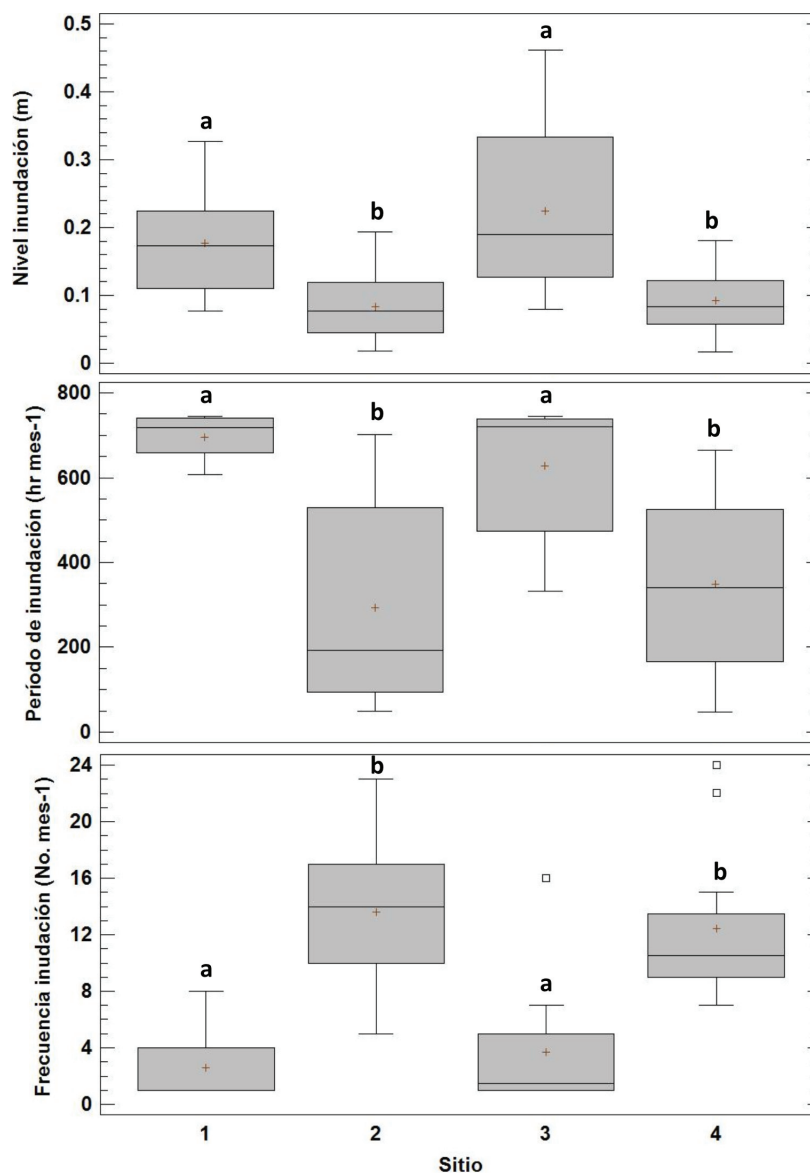 Nivel inundación (m)
0.5
0.4
0.3
0.2
0.1
0
a
b
a
b
Período de inundación (hr mes-1)
800
600
400
200
0
a
b
a
b
Frecuencia inudación (No. mes-1)
24
20
16
12
8
4
0
a
b
a
b
1 2 3 4
Sitio